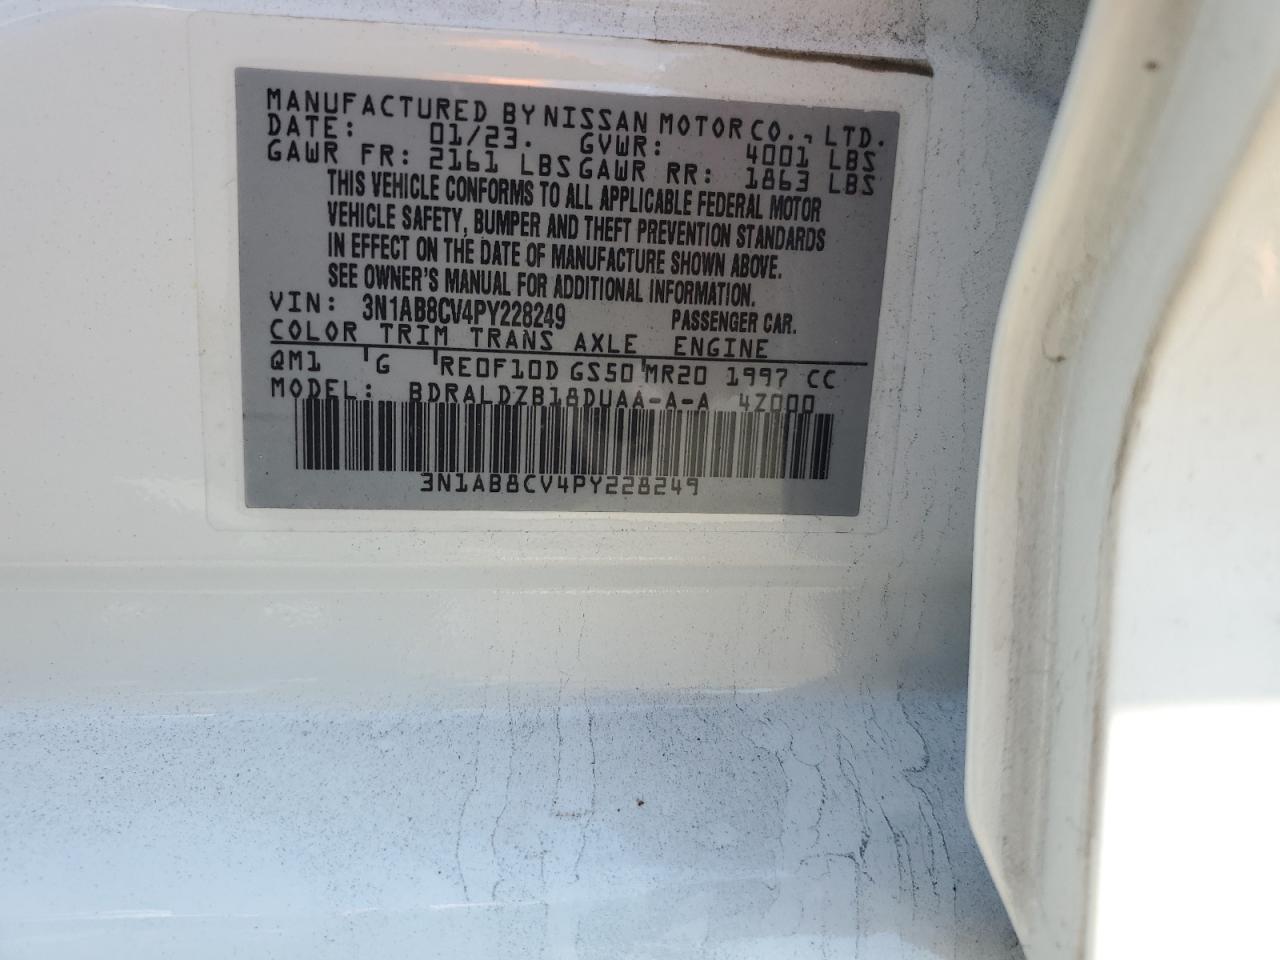 MANUFACTURED BY NISSAN MOTOR CO., LTD.
DATE: 01/23. GVWR: 4001 LBS
GAWR FR: 2161 LBS GAWR RR: 1863 LBS
THIS VEHICLE CONFORMS TO ALL APPLICABLE FEDERAL MOTOR
VEHICLE SAFETY, BUMPER AND THEFT PREVENTION STANDARDS
IN EFFECT ON THE DATE OF MANUFACTURE SHOWN ABOVE.
SEE OWNER'S MANUAL FOR ADDITIONAL INFORMATION.
VIN: 3N1AB8CV4PY228249 PASSENGER CAR.
COLOR TRIM TRANS AXLE ENGINE
QM1 G RE0F10D GS50 MR20 1997 CC
MODEL: BDRALDZB18DUAA-A-A 4Z000
3N1AB8CV4PY228249